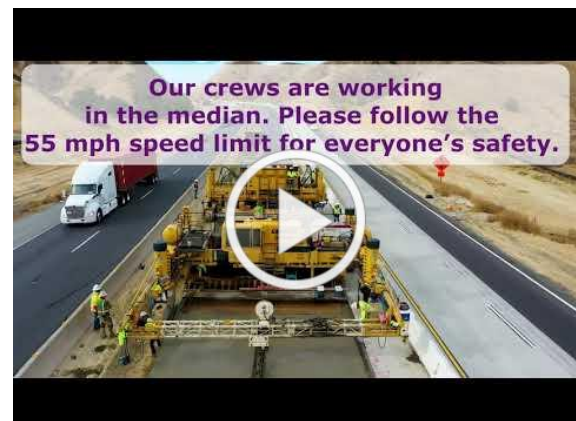 Our crews are working
in the median. Please follow the
55 mph speed limit for everyone’s safety.